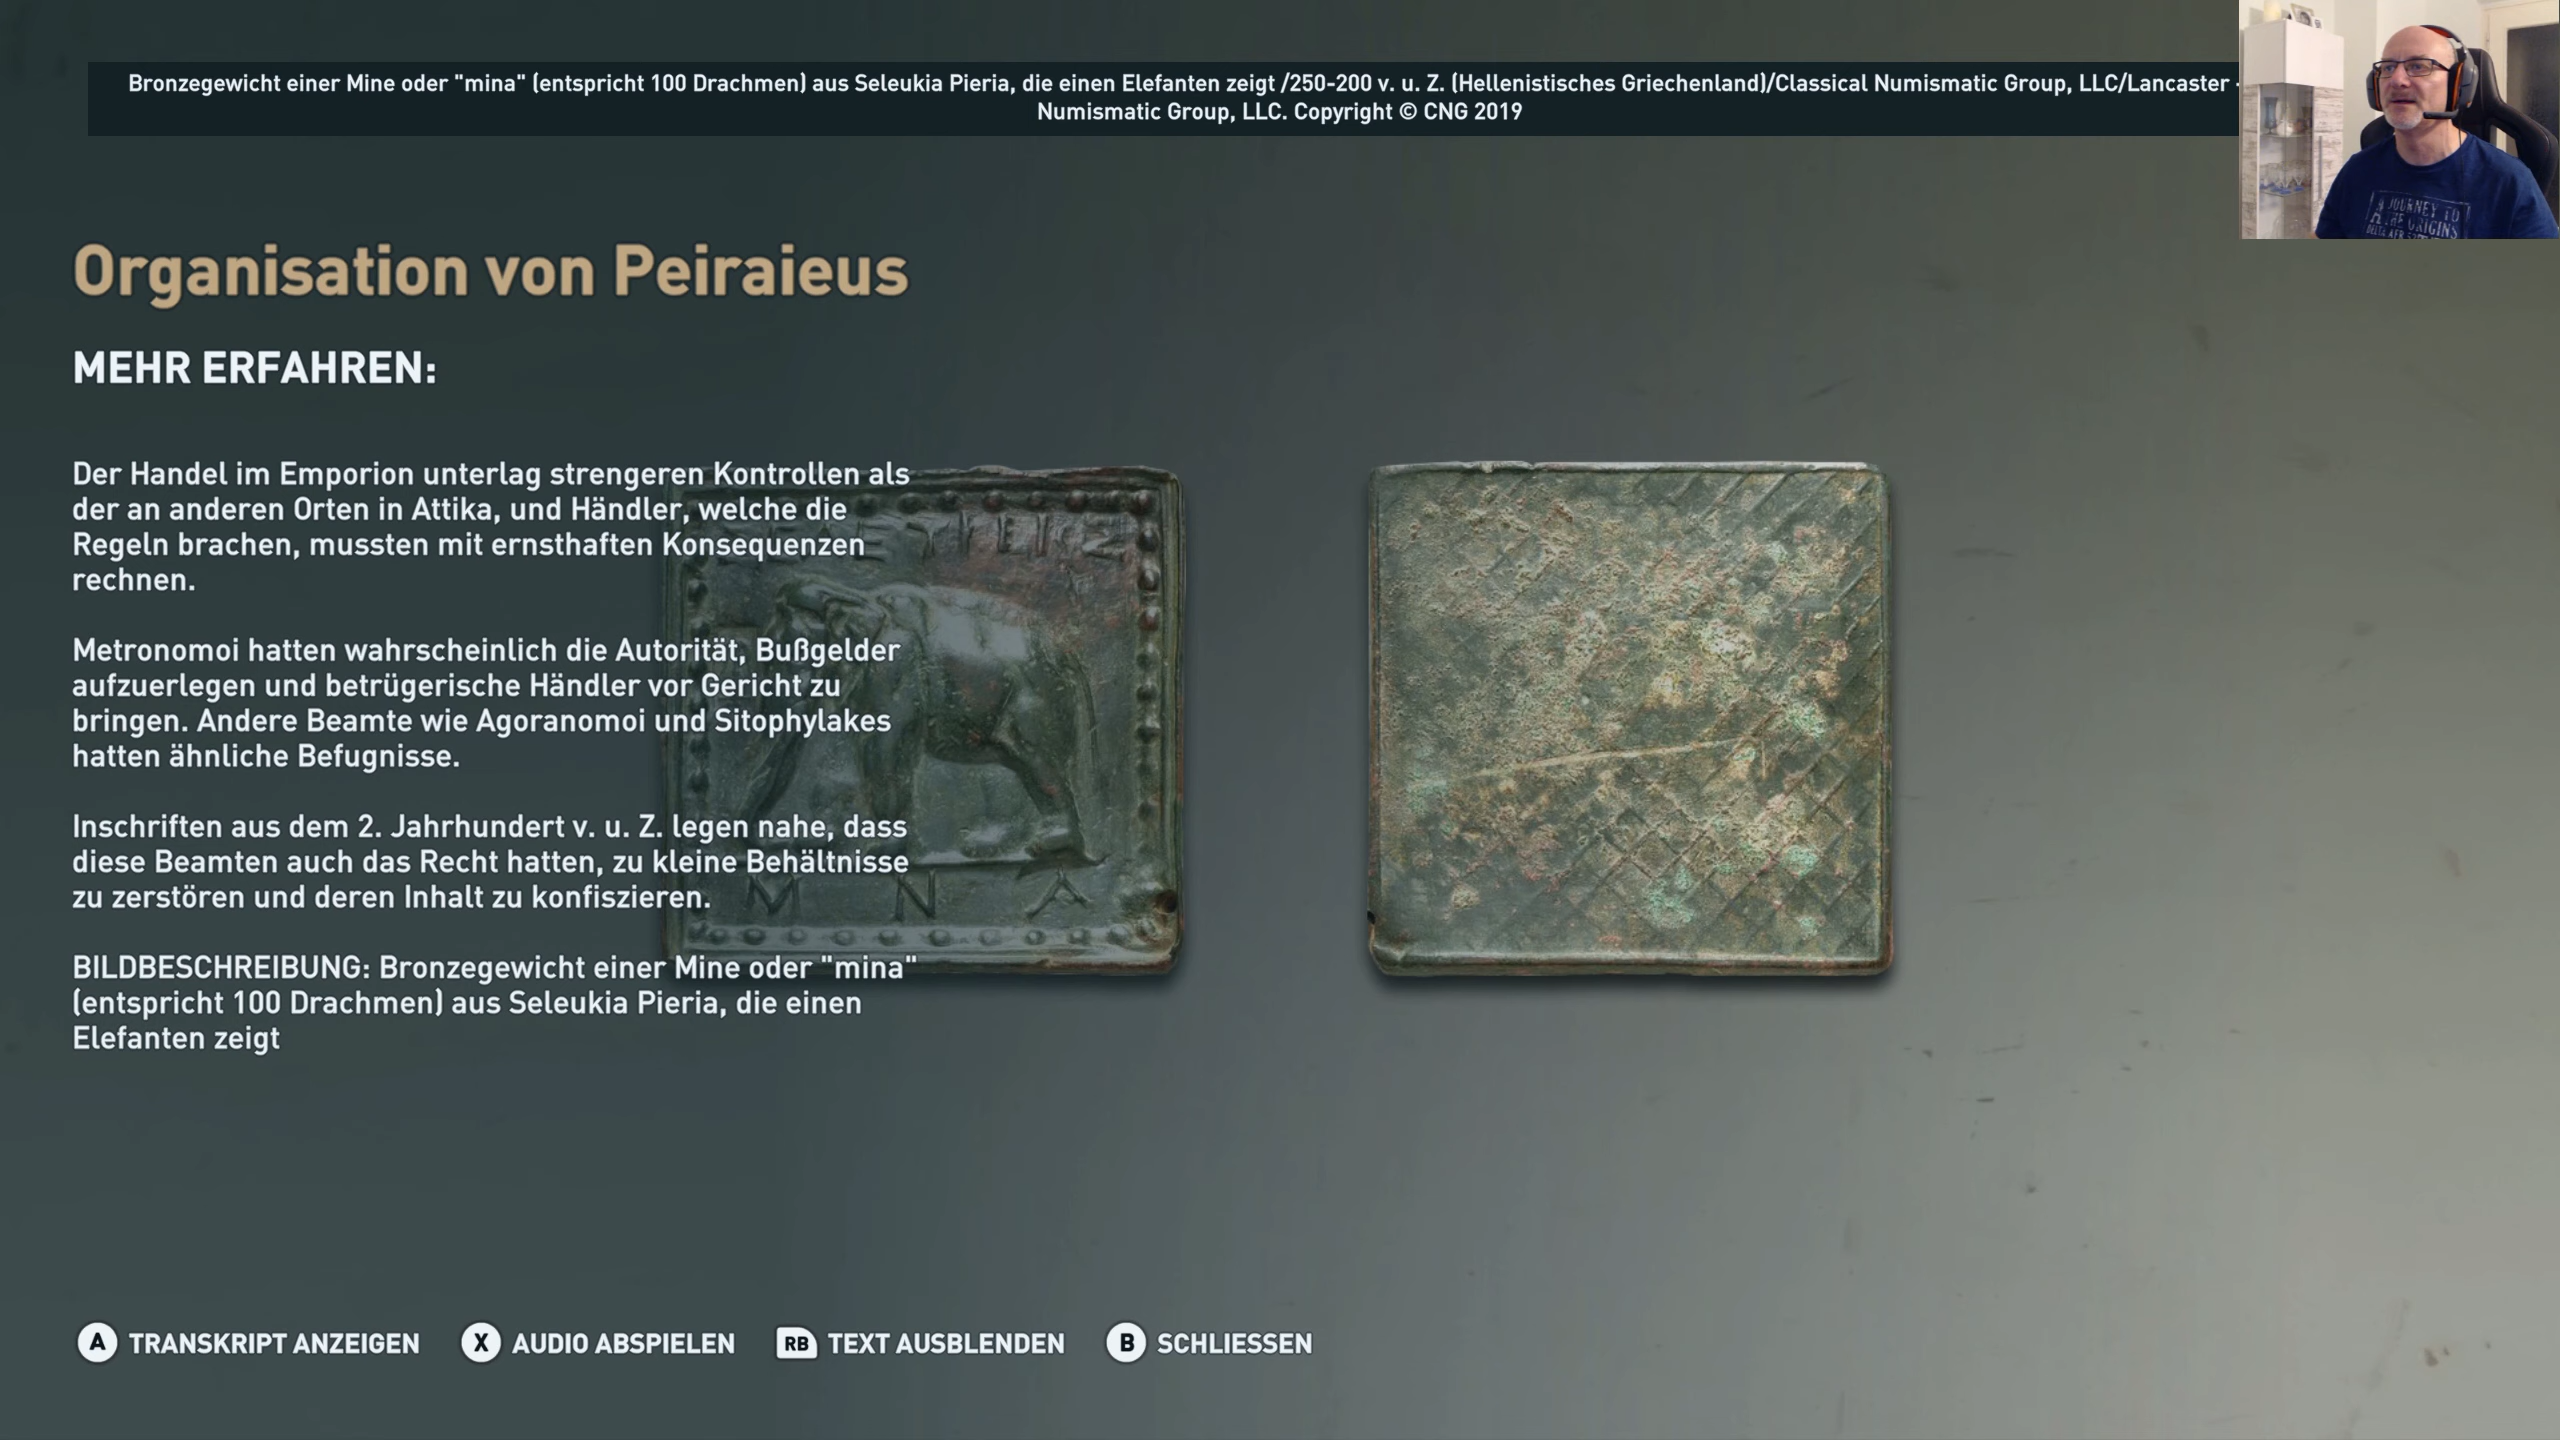 Bronzegewicht einer Mine oder "mina" (entspricht 100 Drachmen) aus Seleukia Pieria, die einen Elefanten zeigt /250-200 v. u. Z. (Hellenistisches Griechenland)/Classical Numismatic Group, LLC/Lancaster -
Numismatic Group, LLC. Copyright © CNG 2019
A JOURNEY TO
THE ORIGINS
Organisation von Peiraieus
MEHR ERFAHREN:
Der Handel im Emporion unterlag strengeren Kontrollen als
der an anderen Orten in Attika, und Händler, welche die
Regeln brachen, mussten mit ernsthaften Konsequenzen
rechnen.
Metronomoi hatten wahrscheinlich die Autorität, Bußgelder
aufzuerlegen und betrügerische Händler vor Gericht zu
bringen. Andere Beamte wie Agoranomoi und Sitophylakes
hatten ähnliche Befugnisse.
Inschriften aus dem 2. Jahrhundert v. u. Z. legen nahe, dass
diese Beamten auch das Recht hatten, zu kleine Behältnisse
zu zerstören und deren Inhalt zu konfiszieren.
BILDBESCHREIBUNG: Bronzegewicht einer Mine oder "mina"
(entspricht 100 Drachmen) aus Seleukia Pieria, die einen
Elefanten zeigt
ΜΝΑ
A TRANSKRIPT ANZEIGEN X AUDIO ABSPIELEN RB TEXT AUSBLENDEN B SCHLIESSEN